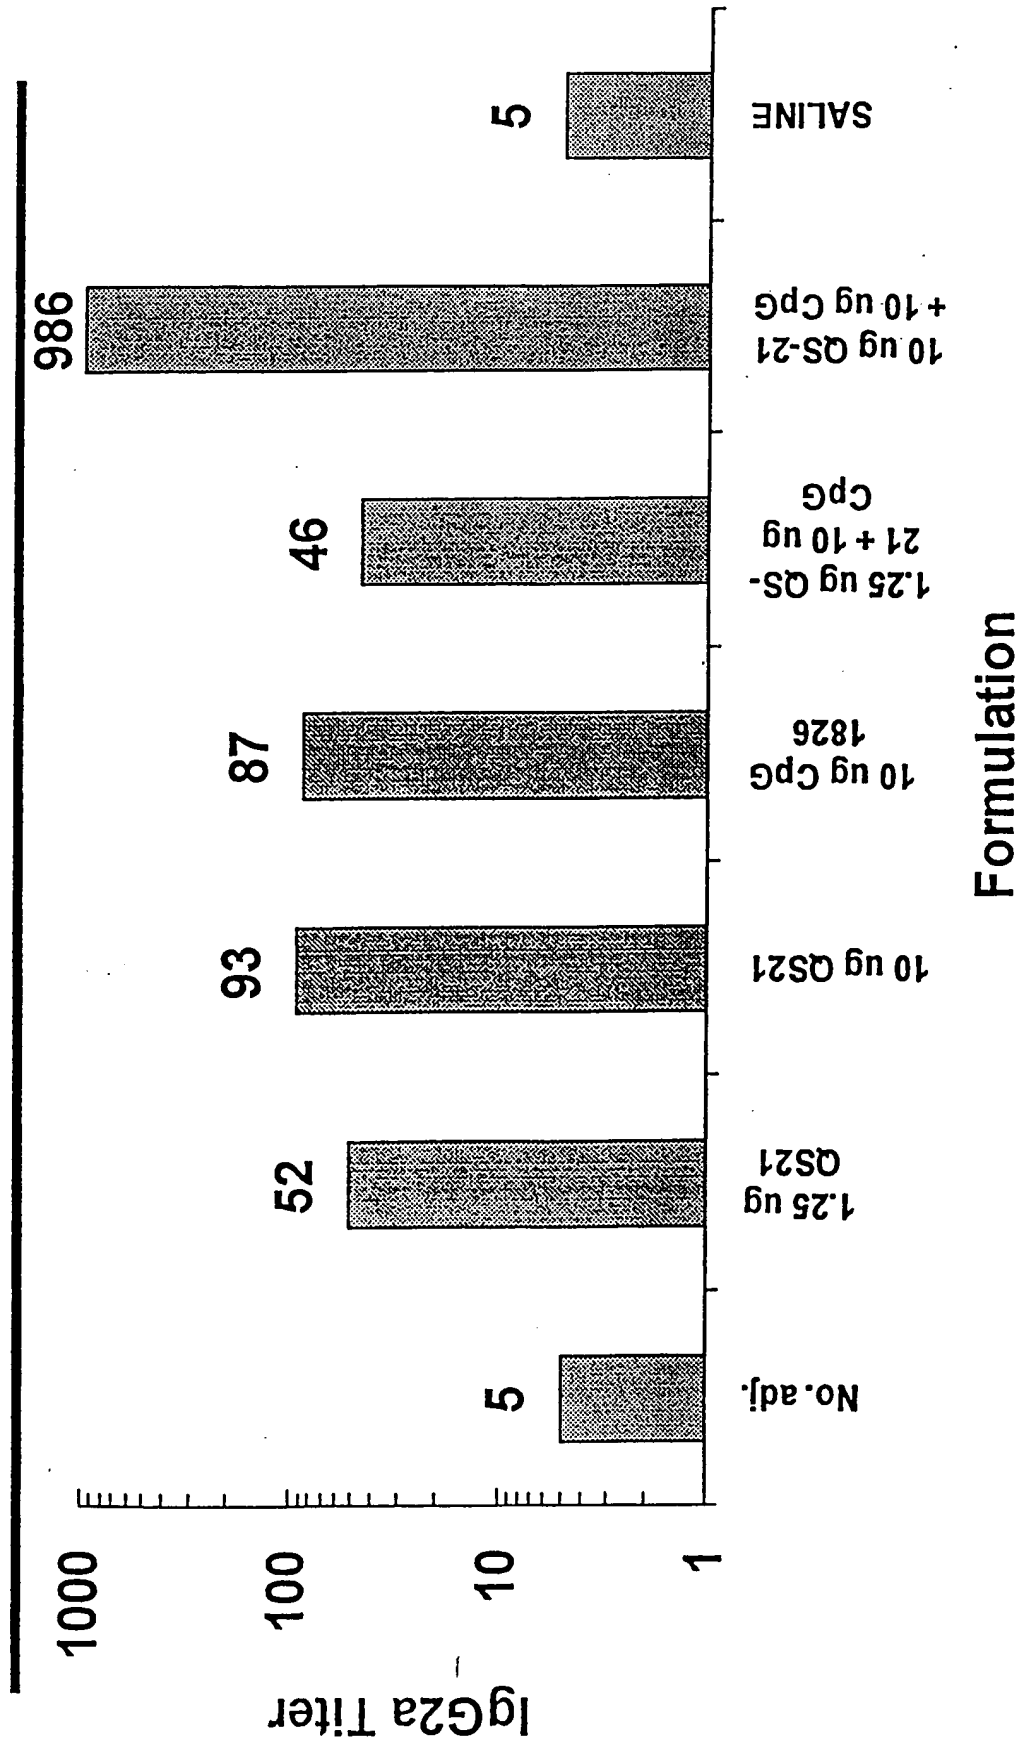 IgG2a Titer
1000
100
10
1
5
52
93
87
46
986
5
No. adj.
1.25 ug
QS21
10 ug QS21
10 ug CpG
1826
1.25 ug QS-
21 + 10 ug
CpG
10 ug QS-21
+ 10 ug CpG
SALINE
Formulation